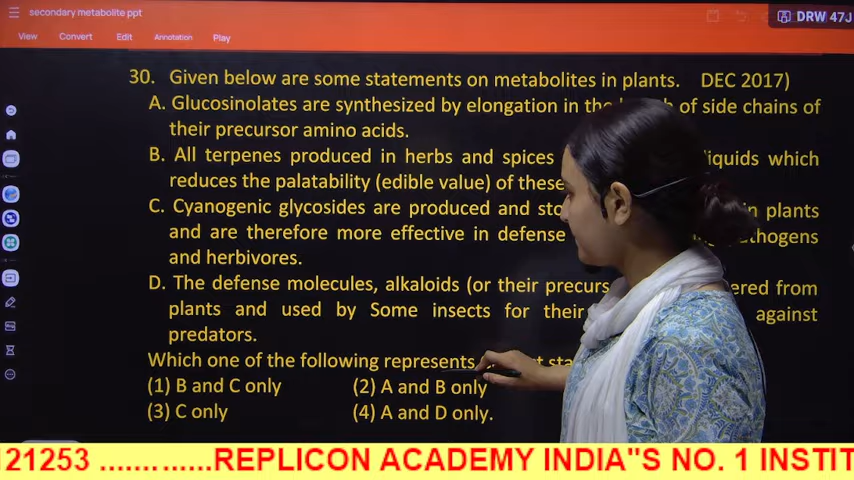 secondary metabolite ppt
DRW 47J
View Convert Edit Annotation Play
30. Given below are some statements on metabolites in plants. DEC 2017)
A. Glucosinolates are synthesized by elongation in the of side chains of
their precursor amino acids.
B. All terpenes produced in herbs and spices liquids which
reduces the palatability (edible value) of these
C. Cyanogenic glycosides are produced and in plants
and are therefore more effective in defense
and herbivores.
D. The defense molecules, alkaloids (or their from
plants and used by Some insects for their against
predators.
Which one of the following represents
(1) B and C only (2) A and B only
(3) C only (4) A and D only.
21253 ...........REPLICON ACADEMY INDIA"S NO. 1